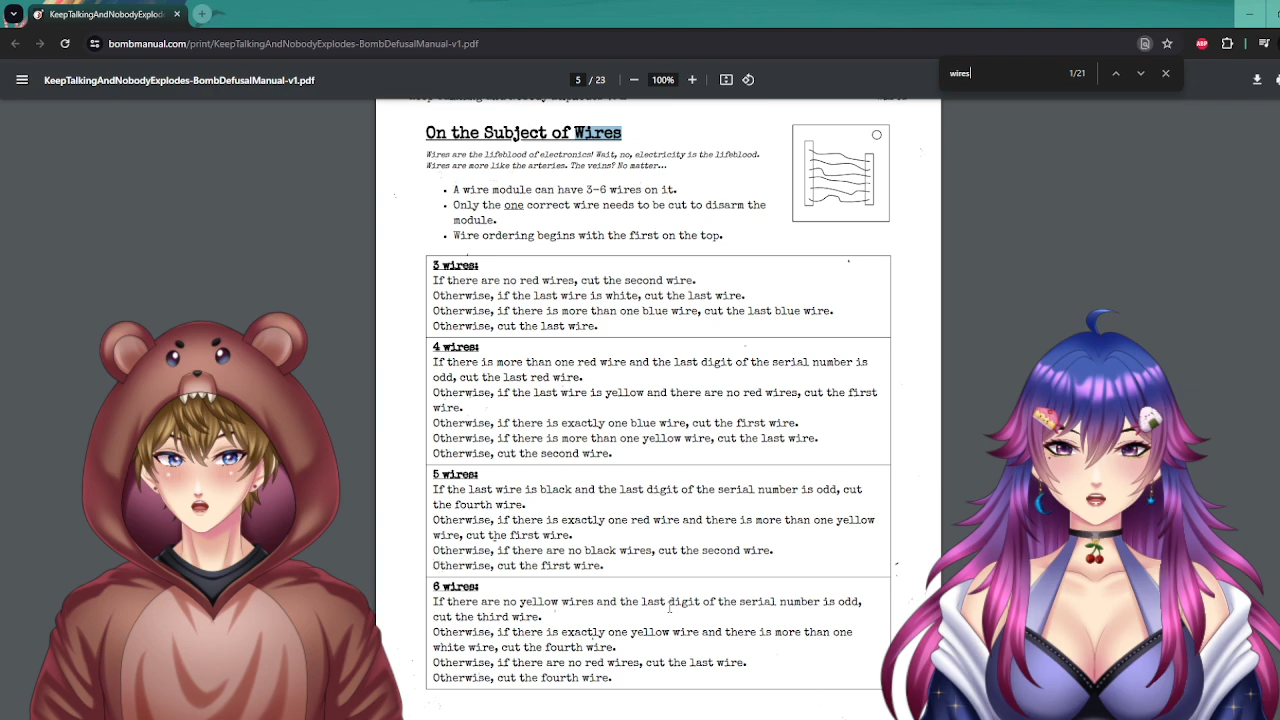 KeepTalkingAndNobodyExplod
bombmanual.com/print/KeepTalkingAndNobodyExplodes-BombDefusalManual-v1.pdf
ABP
wires
1/21
KeepTalkingAndNobodyExplodes-BombDefusalManual-v1.pdf
5 / 23
100%
On the Subject of Wires
Wires are the lifeblood of electronics! Wait, no, electricity is the lifeblood.
Wires are more like the arteries. The veins? No matter...
• A wire module can have 3-6 wires on it.
• Only the one correct wire needs to be cut to disarm the
module.
• Wire ordering begins with the first on the top.
3 wires:
If there are no red wires, cut the second wire.
Otherwise, if the last wire is white, cut the last wire.
Otherwise, if there is more than one blue wire, cut the last blue wire.
Otherwise, cut the last wire.
4 wires:
If there is more than one red wire and the last digit of the serial number is
odd, cut the last red wire.
Otherwise, if the last wire is yellow and there are no red wires, cut the first
wire.
Otherwise, if there is exactly one blue wire, cut the first wire.
Otherwise, if there is more than one yellow wire, cut the last wire.
Otherwise, cut the second wire.
5 wires:
If the last wire is black and the last digit of the serial number is odd, cut
the fourth wire.
Otherwise, if there is exactly one red wire and there is more than one yellow
wire, cut the first wire.
Otherwise, if there are no black wires, cut the second wire.
Otherwise, cut the first wire.
6 wires:
If there are no yellow wires and the last digit of the serial number is odd,
cut the third wire.
Otherwise, if there is exactly one yellow wire and there is more than one
white wire, cut the fourth wire.
Otherwise, if there are no red wires, cut the last wire.
Otherwise, cut the fourth wire.